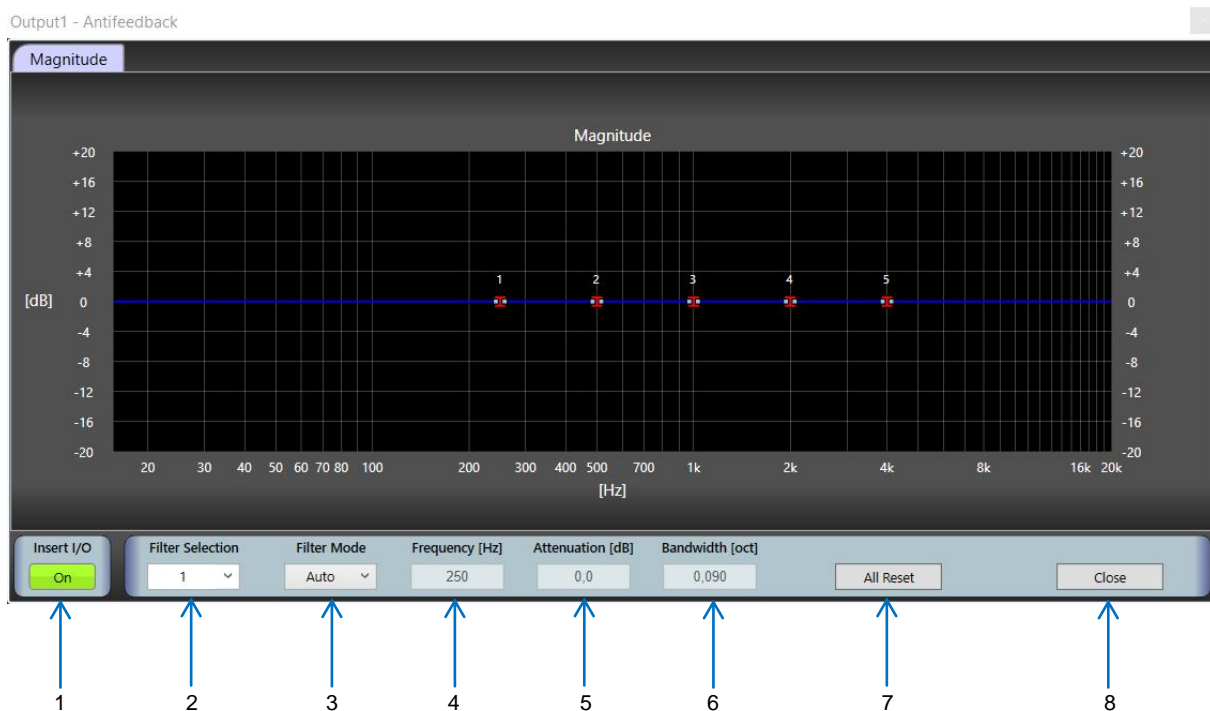 Output1 - Antifeedback
Magnitude
Magnitude
+20 +20
+16 +16
+12 +12
+8 +8
+4 +4
1 2 3 4 5
[dB] 0 0
-4 -4
-8 -8
-12 -12
-16 -16
-20 -20
20 30 40 50 60 70 80 100 200 300 400 500 700 1k 2k 4k 8k 16k 20k
[Hz]
Insert I/O Filter Selection Filter Mode Frequency [Hz] Attenuation [dB] Bandwidth [oct]
On 1 Auto 250 0,0 0,090 All Reset Close
1 2 3 4 5 6 7 8